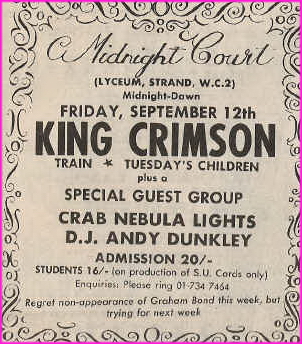 Midnight Court
(LYCEUM, STRAND, W.C.2)
Midnight-Dawn
FRIDAY, SEPTEMBER 12th
KING CRIMSON
TRAIN ★ TUESDAY'S CHILDREN
plus a
SPECIAL GUEST GROUP
CRAB NEBULA LIGHTS
D.J. ANDY DUNKLEY
ADMISSION 20/-
STUDENTS 16/- (on production of S.U. Cards only)
Enquiries: Please ring 01-734 7464
Regret non-appearance of Graham Bond this week, but
trying for next week